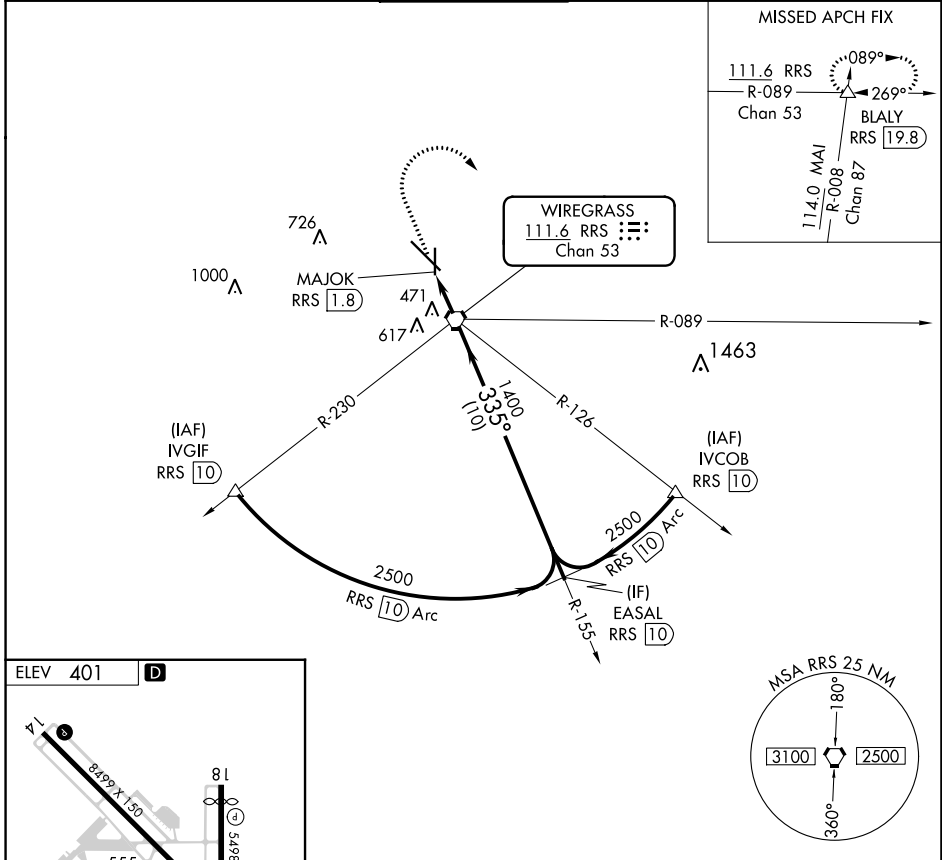 MISSED APCH FIX
089°
111.6 RRS
R-089
Chan 53
269°
BLALY
RRS 19.8
114.0 MAI
R-008
Chan 87
WIREGRASS
111.6 RRS
Chan 53
726
1000
MAJOK
RRS 1.8
471
617
R-089
1463
1400
335°
(10)
R-230
R-126
(IAF)
IVGIF
RRS 10
(IAF)
IVCOB
RRS 10
2500
RRS 10 Arc
2500
RRS 10 Arc
(IF)
EASAL
RRS 10
R-155
ELEV 401 D
14
P
8499 X 150
18
P
5498
555
MSA RRS 25 NM
180°
3100
2500
360°